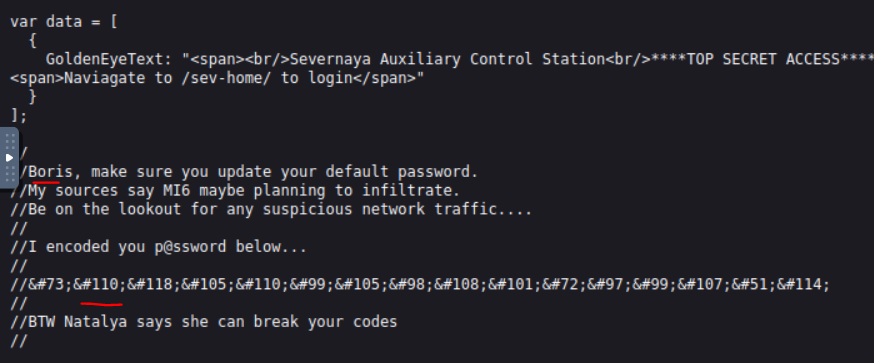 var data = [
  {
    GoldenEyeText: "<span><br/>Severnaya Auxiliary Control Station<br/>****TOP SECRET ACCESS****
<span>Naviagate to /sev-home/ to login</span>"
  }
];

/
/Boris, make sure you update your default password.
//My sources say MI6 maybe planning to infiltrate.
//Be on the lookout for any suspicious network traffic....
//
//I encoded you p@ssword below...
//
//&#73;&#110;&#118;&#105;&#110;&#99;&#105;&#98;&#108;&#101;&#72;&#97;&#99;&#107;&#51;&#114;
//
//BTW Natalya says she can break your codes
//